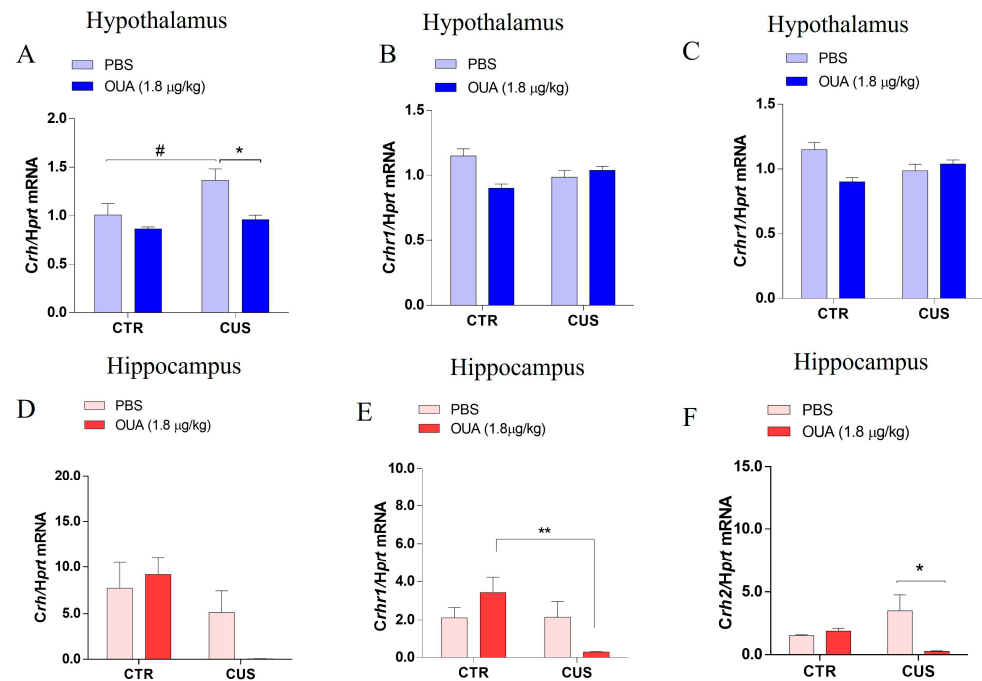 Hypothalamus
A
PBS
OUA (1.8 μg/kg)
Crh/Hprt mRNA
2.0
1.5
1.0
0.5
0.0
#
*
CTR
CUS
Hypothalamus
B
PBS
OUA (1.8 μg/kg)
Crhr1/Hprt mRNA
1.5
1.0
0.5
0.0
CTR
CUS
Hypothalamus
C
PBS
OUA (1.8 μg/kg)
Crhr1/Hprt mRNA
1.5
1.0
0.5
0.0
CTR
CUS
Hippocampus
D
PBS
OUA (1.8 μg/kg)
Crh/Hprt mRNA
20.0
15.0
10.0
5.0
0.0
CTR
CUS
Hippocampus
E
PBS
OUA (1.8μg/kg)
Crhr1/Hprt mRNA
10.0
8.0
6.0
4.0
2.0
0.0
**
CTR
CUS
Hippocampus
F
PBS
OUA (1.8 μg/kg)
Crh2/Hprt mRNA
15.0
10.0
5.0
0.0
*
CTR
CUS